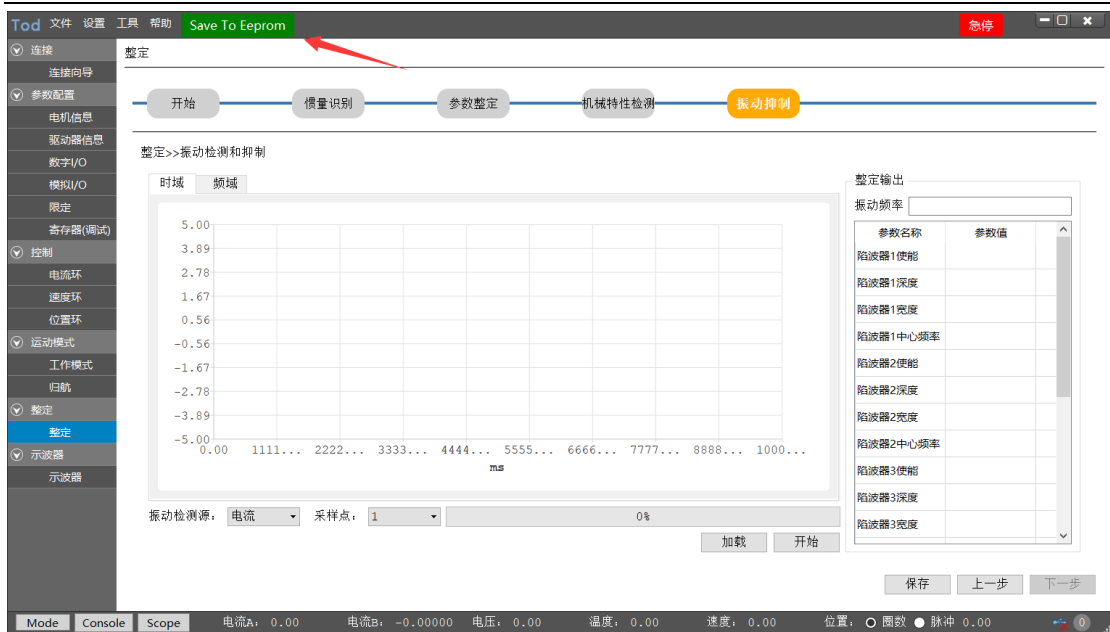 Tod 文件 设置 工具 帮助 Save To Eeprom 急停
连接
连接向导
参数配置
电机信息
驱动器信息
数字I/O
模拟I/O
限定
寄存器(调试)
控制
电流环
速度环
位置环
运动模式
工作模式
归航
整定
整定
示波器
示波器
整定
开始 惯量识别 参数整定 机械特性检测 振动抑制
整定>>振动检测和抑制
时域 频域
5.00
3.89
2.78
1.67
0.56
-0.56
-1.67
-2.78
-3.89
-5.00
0.00 1111... 2222... 3333... 4444... 5555... 6666... 7777... 8888... 1000...
ms
振动检测源: 电流 采样点: 1 0%
加载 开始
整定输出
振动频率
参数名称 参数值
陷波器1使能
陷波器1深度
陷波器1宽度
陷波器1中心频率
陷波器2使能
陷波器2深度
陷波器2宽度
陷波器2中心频率
陷波器3使能
陷波器3深度
陷波器3宽度
保存 上一步 下一步
Mode Console Scope 电流A: 0.00 电流B: -0.00000 电压: 0.00 温度: 0.00 速度: 0.00 位置: 圈数 脉冲 0.00 0